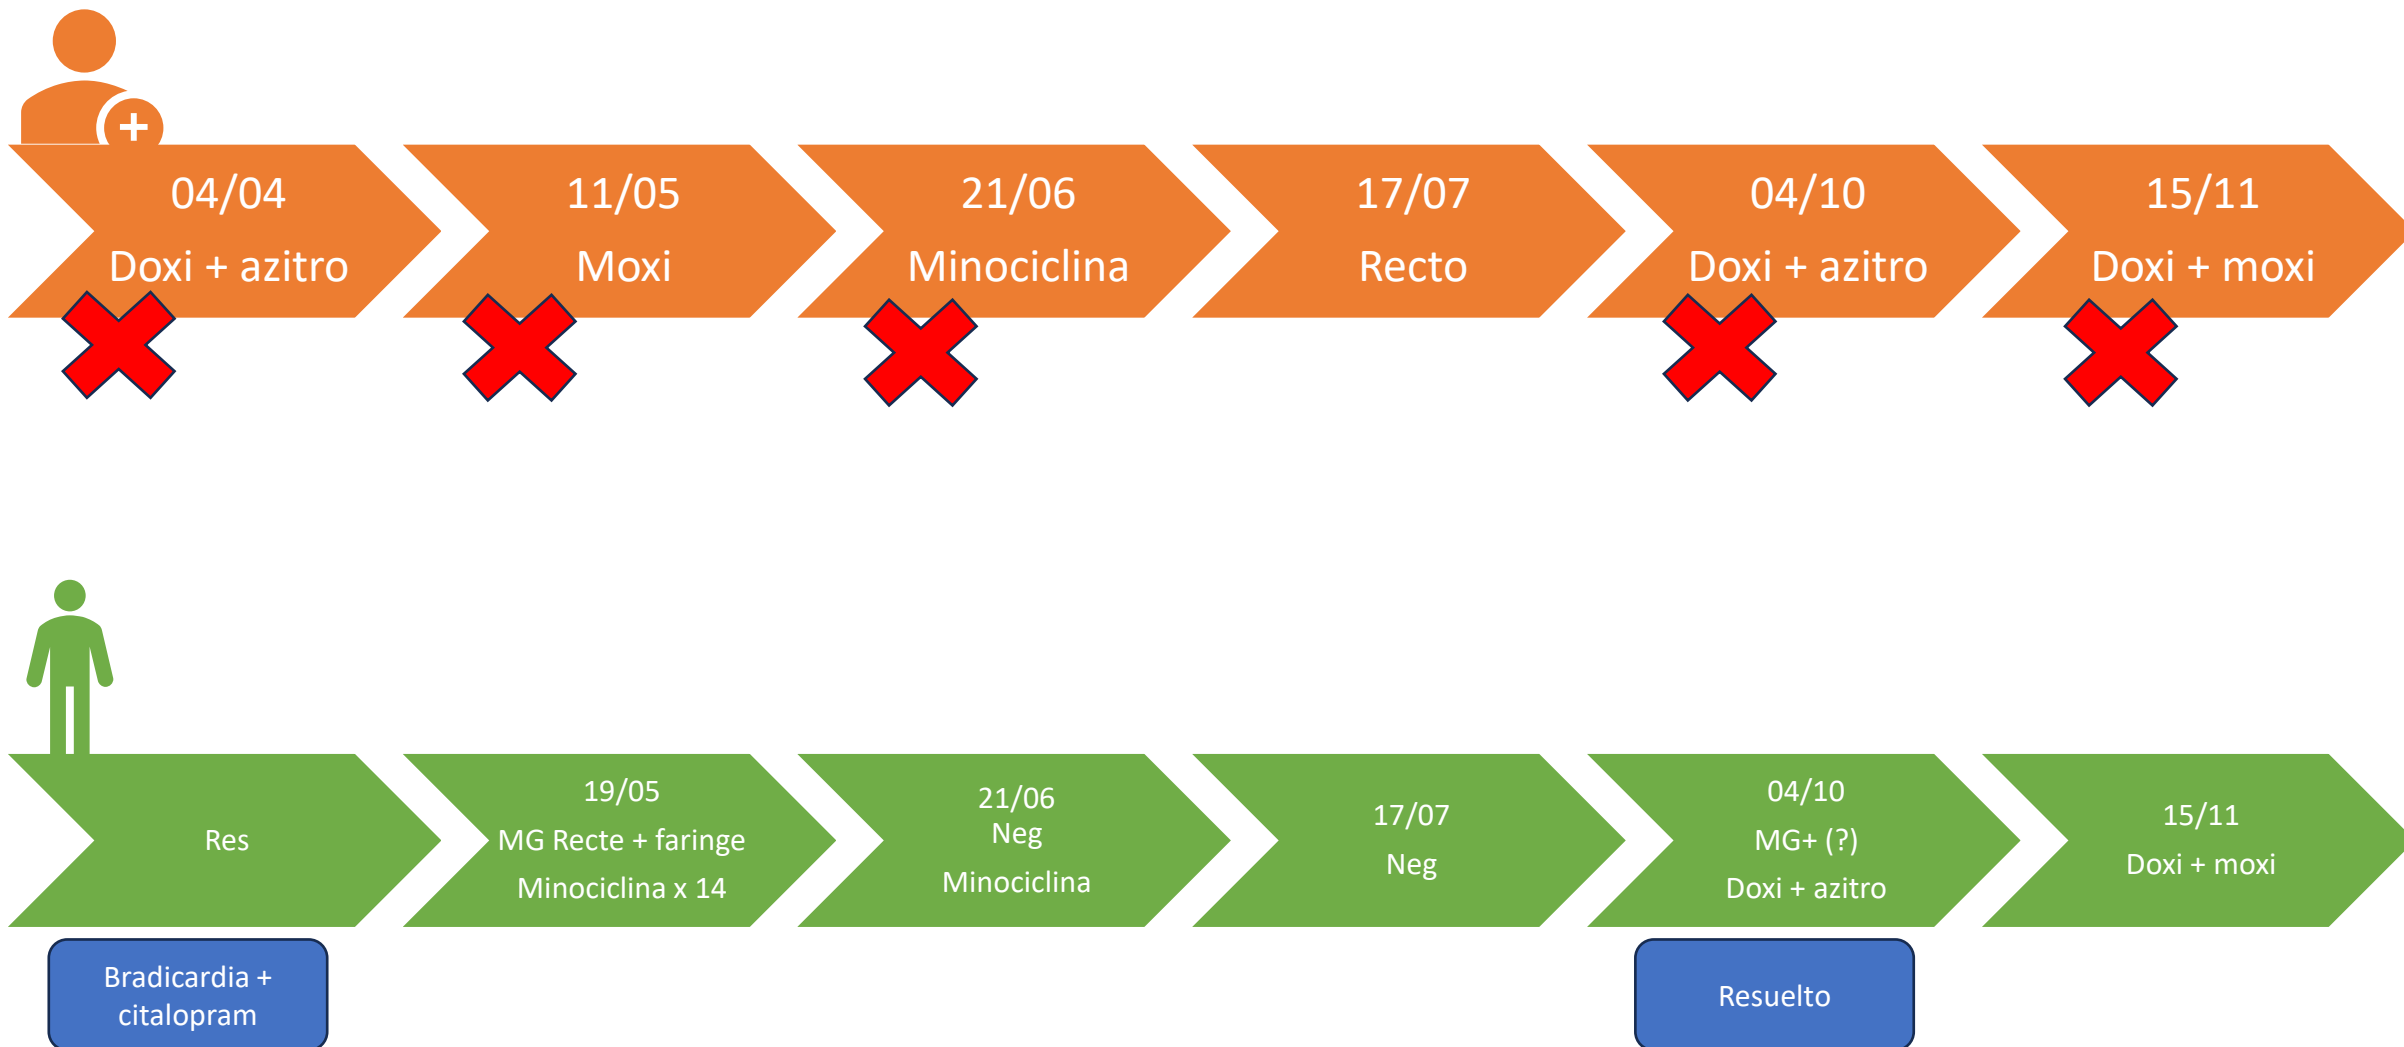 04/04
Doxi + azitro
11/05
Moxi
21/06
Minociclina
17/07
Recto
04/10
Doxi + azitro
15/11
Doxi + moxi
Res
19/05
MG Recte + faringe
Minociclina x 14
21/06
Neg
Minociclina
17/07
Neg
04/10
MG+ (?)
Doxi + azitro
15/11
Doxi + moxi
Bradicardia +
citalopram
Resuelto